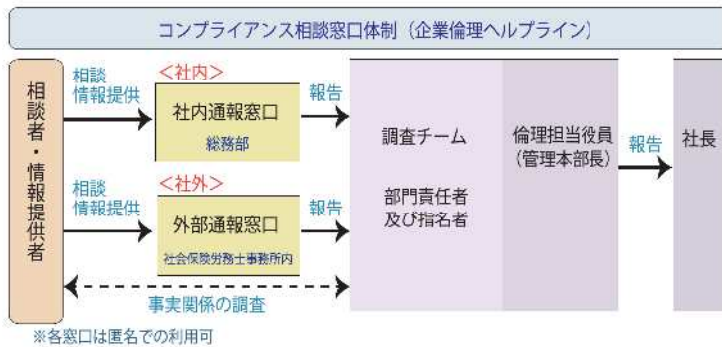 コンプライアンス相談窓口体制（企業倫理ヘルプライン）
相談者・情報提供者
相談
情報提供
＜社内＞
社内通報窓口
総務部
報告
相談
情報提供
＜社外＞
外部通報窓口
社会保険労務士事務所内
報告
事実関係の調査
調査チーム
部門責任者
及び指名者
倫理担当役員
（管理本部長）
報告
社長
※各窓口は匿名での利用可